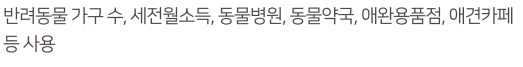 반려동물 가구 수, 세전월소득, 동물병원, 동물약국, 애완용품점, 애견카페
등 사용